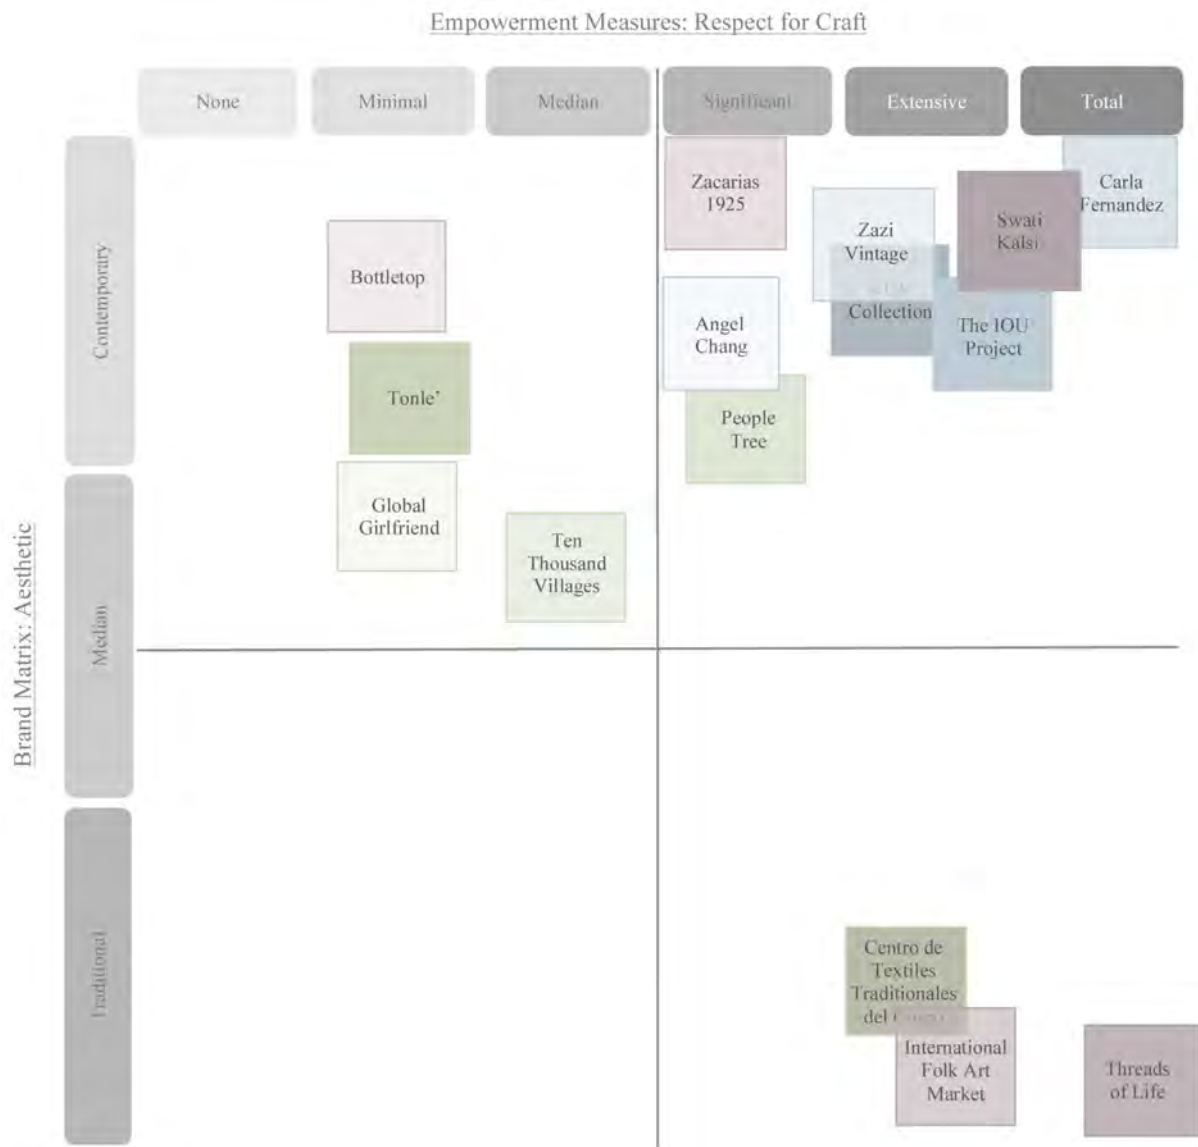 Empowerment Measures: Respect for Craft
None
Minimal
Median
Significant
Extensive
Total
Brand Matrix: Aesthetic
Contemporary
Median
Traditional
Zacarias
1925
Carla
Fernandez
Swati
Kalsi
Zazi
Vintage
Collection
Bottletop
Angel
Chang
The IOU
Project
Tonle’
People
Tree
Global
Girlfriend
Ten
Thousand
Villages
Centro de
Textiles
Traditionales
del
International
Folk Art
Market
Threads
of Life